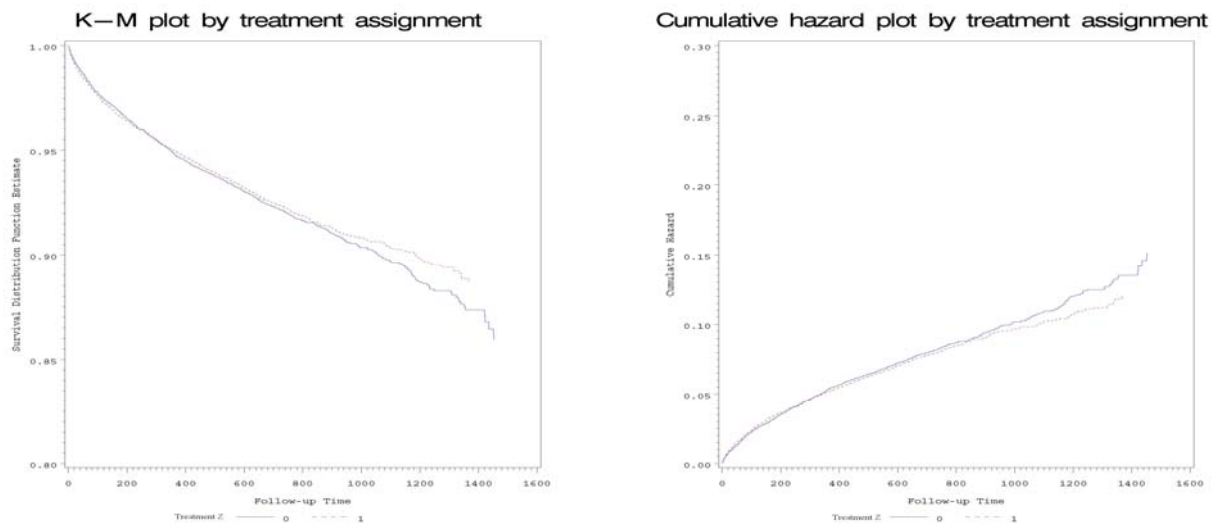 K—M plot by treatment assignment
1.00
0.95
0.90
0.85
0.80
Survival Distribution Function Estimate
0 200 400 600 800 1000 1200 1400 1600
Follow-up Time
Treatment Z 0 1
Cumulative hazard plot by treatment assignment
0.30
0.25
0.20
0.15
0.10
0.05
0.00
Cumulative Hazard
0 200 400 600 800 1000 1200 1400 1600
Follow-up Time
Treatment Z 0 1